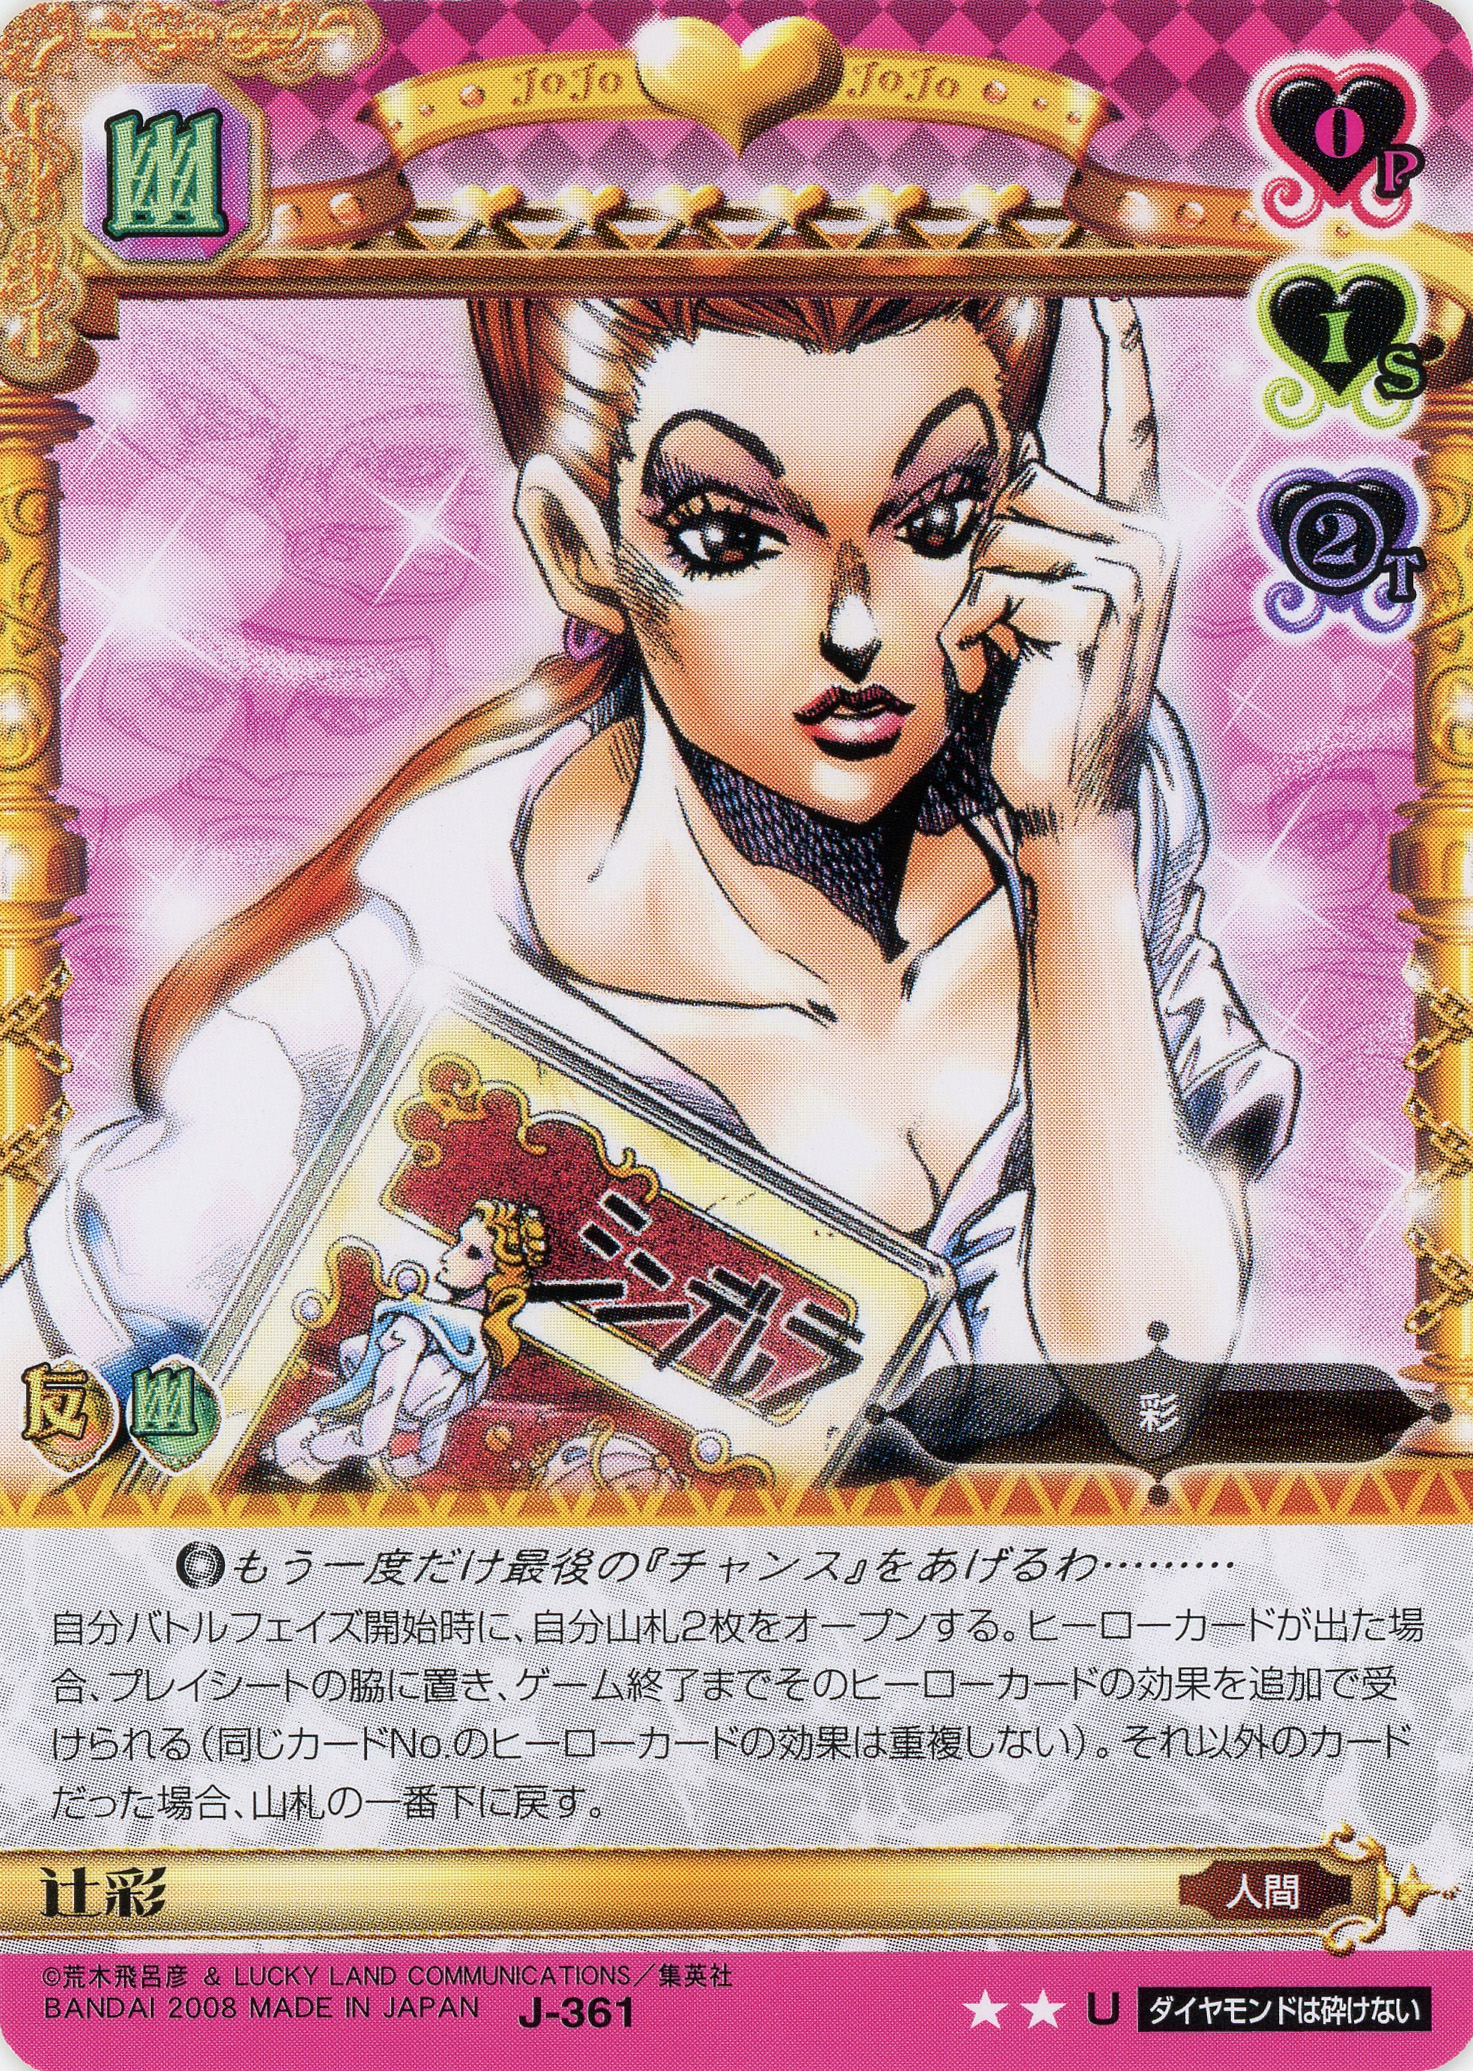 JoJo JoJo
0 P
1 S
2 T
シンデレラ
反
彩
もう一度だけ最後の『チャンス』をあげるわ………
自分バトルフェイズ開始時に、自分山札2枚をオープンする。ヒーローカードが出た場
合、プレイシートの脇に置き、ゲーム終了までそのヒーローカードの効果を追加で受
けられる(同じカードNo.のヒーローカードの効果は重複しない)。それ以外のカード
だった場合、山札の一番下に戻す。
辻彩
人間
©荒木飛呂彦 & LUCKY LAND COMMUNICATIONS/集英社
BANDAI 2008 MADE IN JAPAN J-361
★★ U ダイヤモンドは砕けない